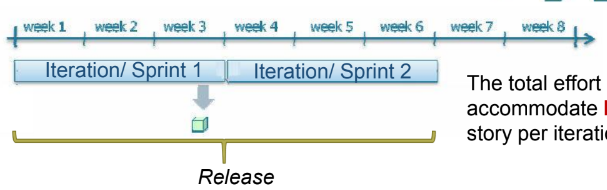 week 1 week 2 week 3 week 4 week 5 week 6 week 7 week 8
Iteration/ Sprint 1 Iteration/ Sprint 2
The total effort
accommodate
story per
Release